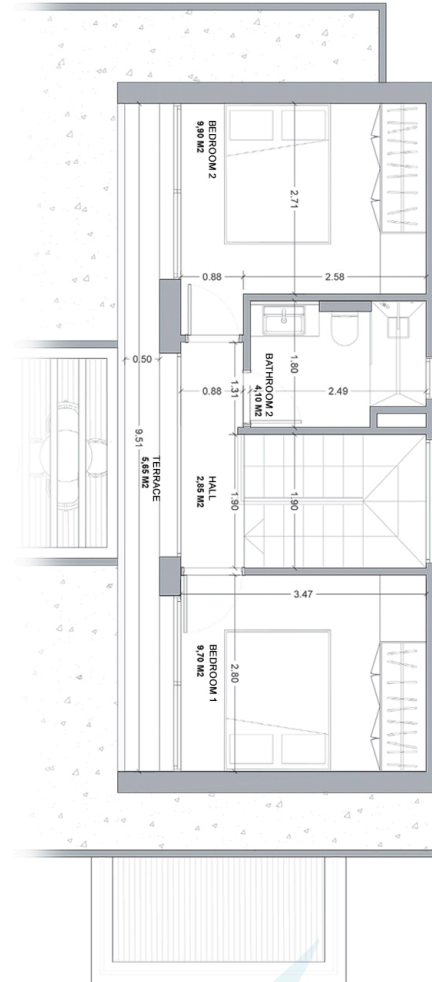 BEDROOM 2
9,90 M2
2.71
0.88
2.58
BATHROOM 2
4,10 M2
1.80
0.50
0.88
1.31
2.49
9.51
TERRACE
5,65 M2
HALL
2,85 M2
1.90
1.90
3.47
BEDROOM 1
9,70 M2
2.80